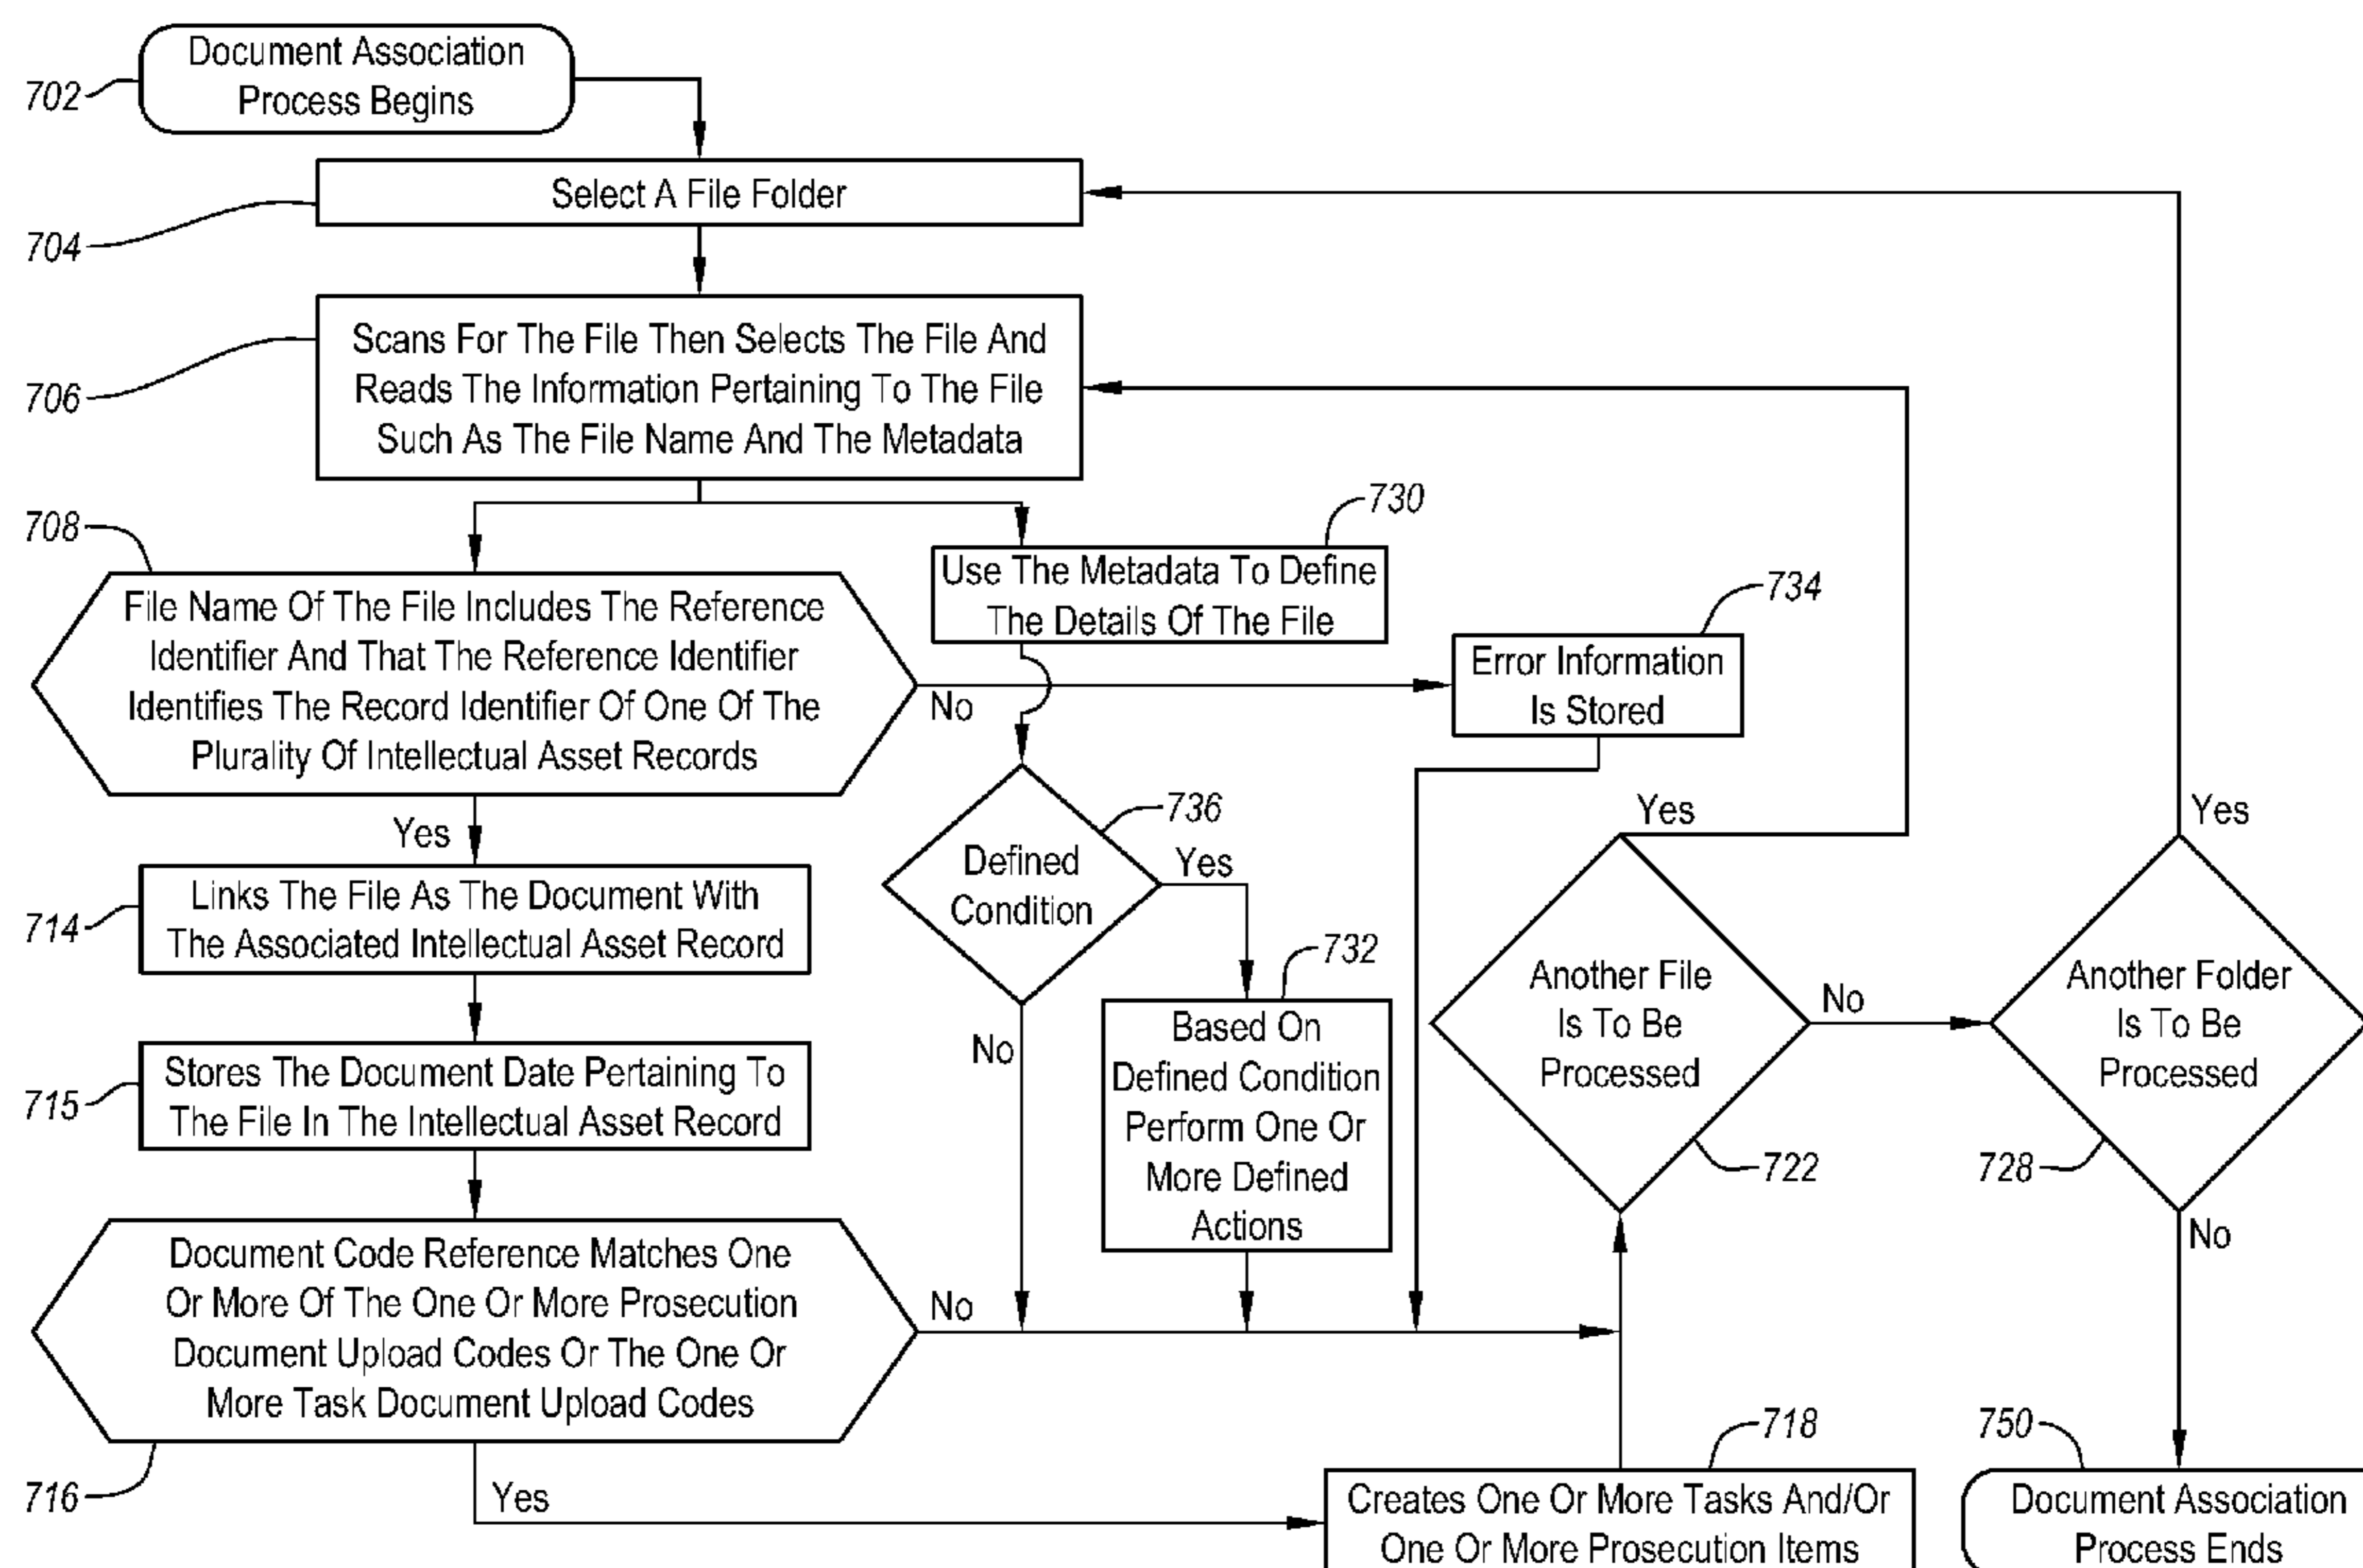 Document Association
Process Begins
702
Select A File Folder
704
Scans For The File Then Selects The File And
Reads The Information Pertaining To The File
Such As The File Name And The Metadata
706
708
File Name Of The File Includes The Reference
Identifier And That The Reference Identifier
Identifies The Record Identifier Of One Of The
Plurality Of Intellectual Asset Records
No
Yes
730
Use The Metadata To Define
The Details Of The File
734
Error Information
Is Stored
736
Defined
Condition
Yes
No
732
Based On
Defined Condition
Perform One Or
More Defined
Actions
714
Links The File As The Document With
The Associated Intellectual Asset Record
715
Stores The Document Date Pertaining To
The File In The Intellectual Asset Record
Document Code Reference Matches One
Or More Of The One Or More Prosecution
Document Upload Codes Or The One Or
More Task Document Upload Codes
716
No
Yes
718
Creates One Or More Tasks And/Or
One Or More Prosecution Items
Yes
Another File
Is To Be
Processed
722
No
Yes
Another Folder
Is To Be
Processed
728
No
750
Document Association
Process Ends